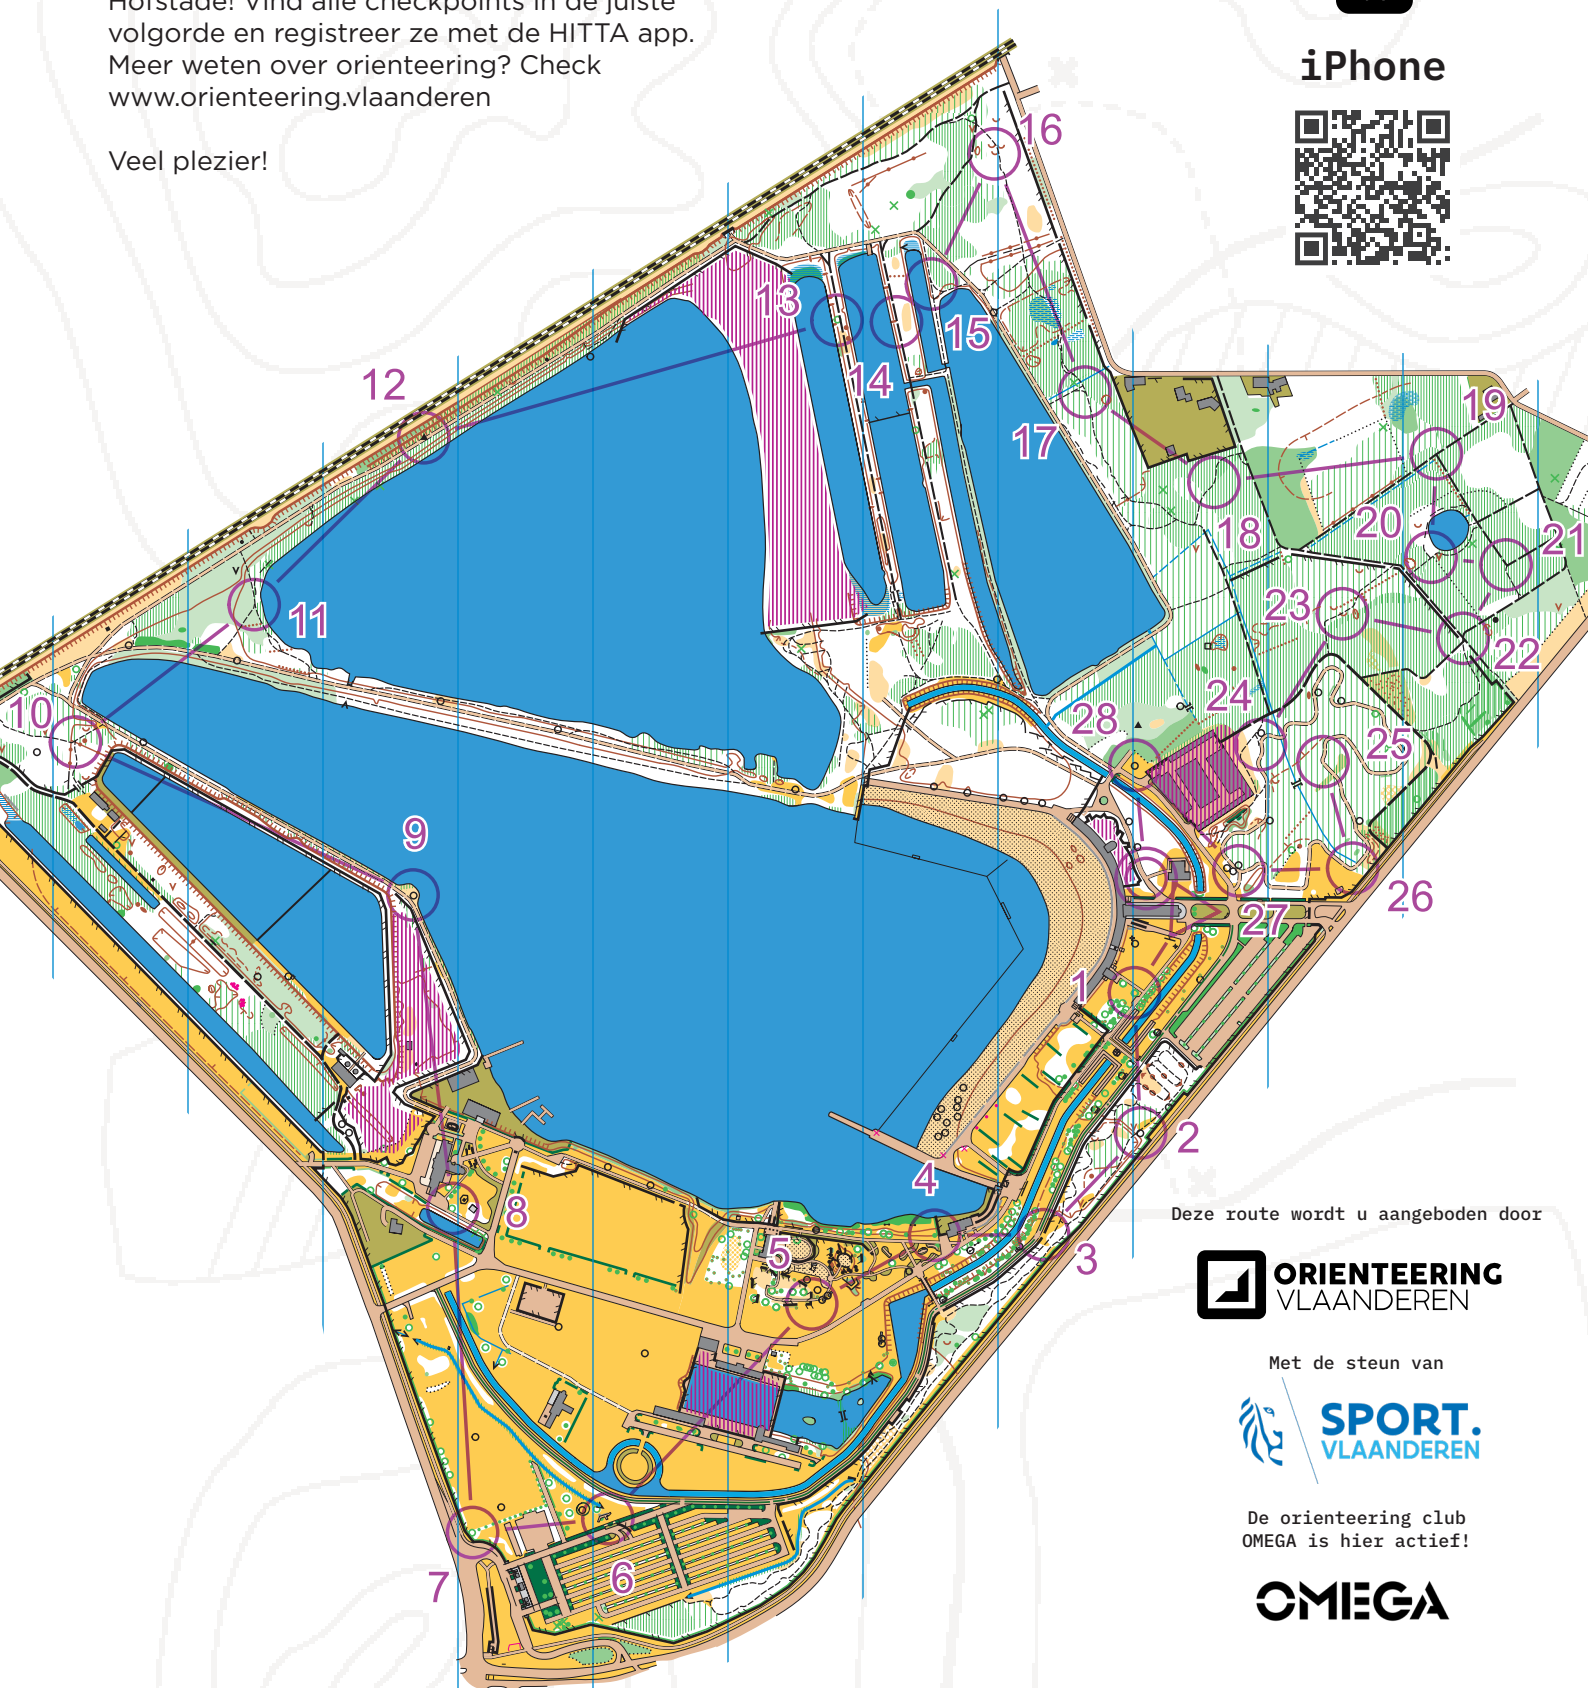 Hofstade! Vind alle checkpoints in de juiste
volgorde en registreer ze met de HITTA app.
Meer weten over orienteering? Check
www.orienteering.vlaanderen
Veel plezier!
iPhone
16
13
15
12
14
19
17
20
18
21
11
23
22
10
24
28
25
9
26
27
1
2
4
8
3
5
7
6
Deze route wordt u aangeboden door
ORIENTEERING
VLAANDEREN
Met de steun van
SPORT.
VLAANDEREN
De orienteering club
OMEGA is hier actief!
OMEGA